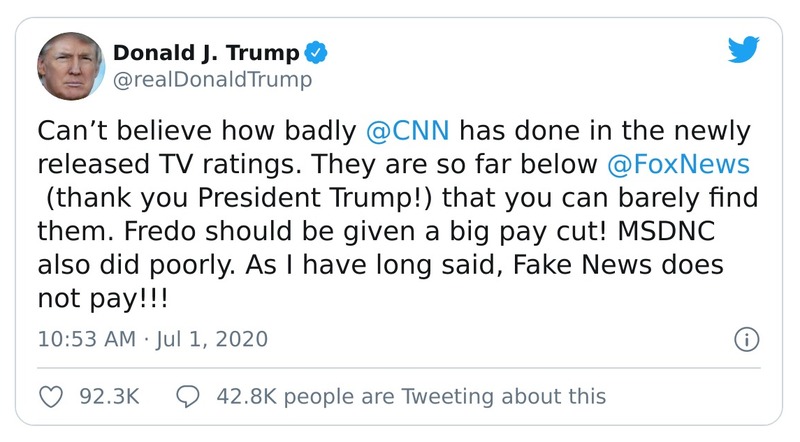 Donald J. Trump
@realDonaldTrump
Can’t believe how badly @CNN has done in the newly
released TV ratings. They are so far below @FoxNews
(thank you President Trump!) that you can barely find
them. Fredo should be given a big pay cut! MSDNC
also did poorly. As I have long said, Fake News does
not pay!!!
10:53 AM · Jul 1, 2020
92.3K 42.8K people are Tweeting about this